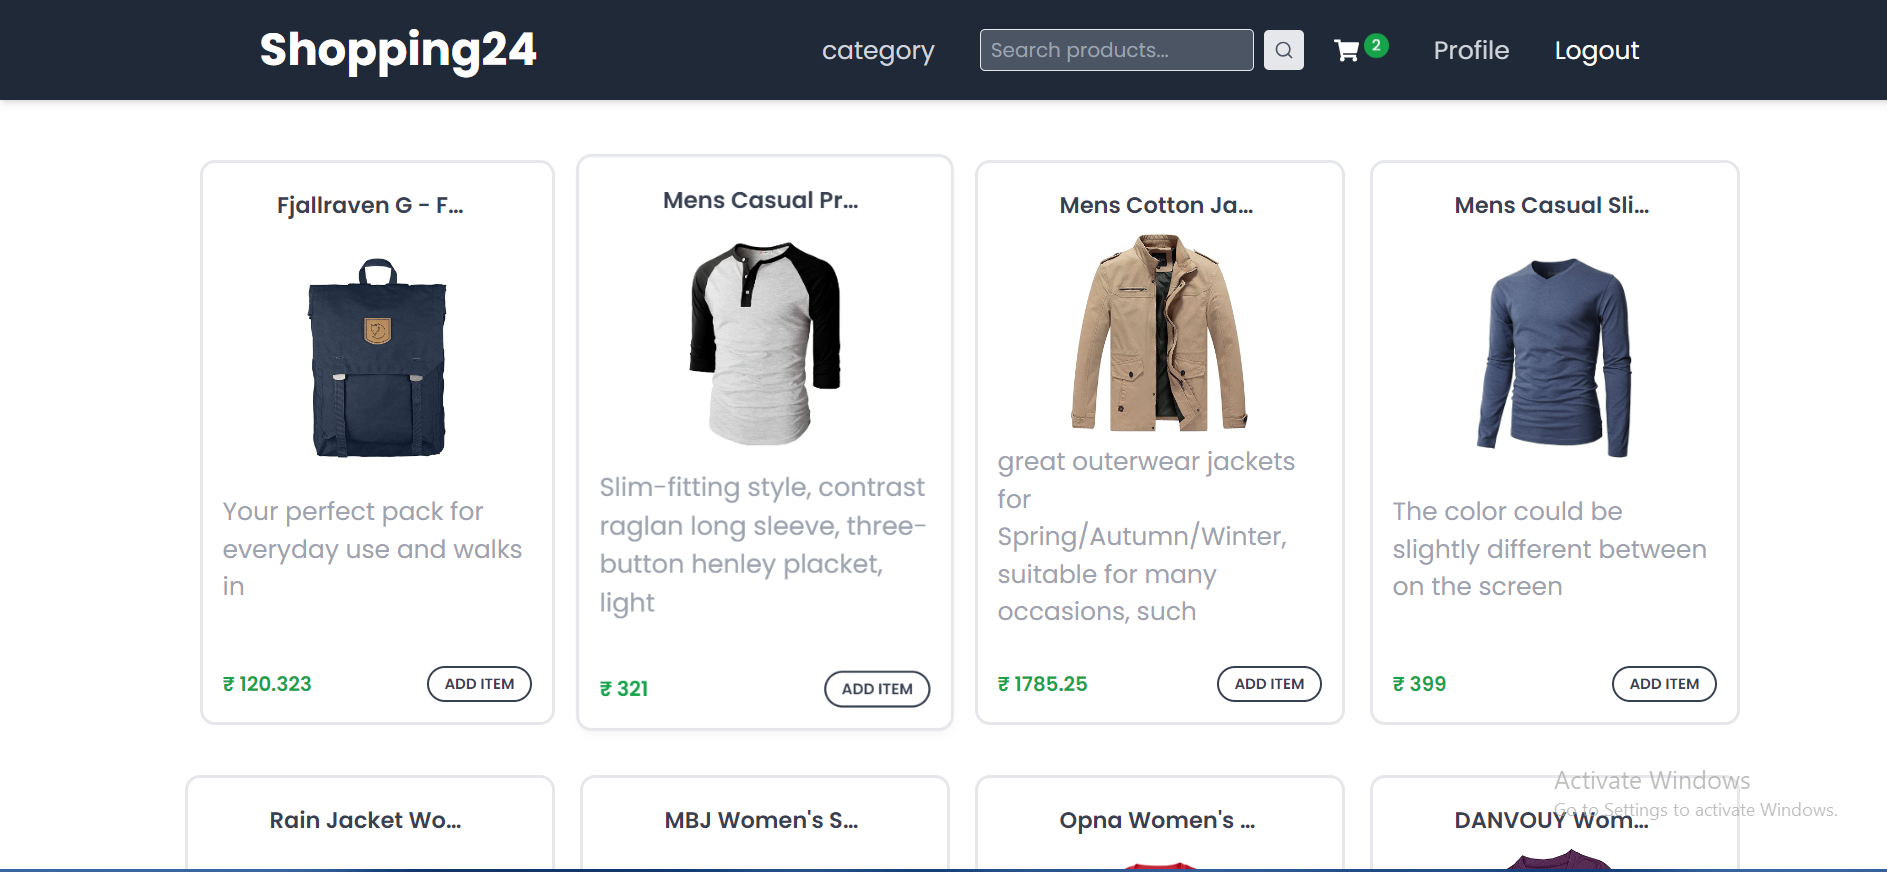 Shopping24
category
Search products...
2
Profile
Logout
Fjallraven G - F...
Your perfect pack for
everyday use and walks
in
₹ 120.323
ADD ITEM
Mens Casual Pr...
Slim-fitting style, contrast
raglan long sleeve, three-
button henley placket,
light
₹ 321
ADD ITEM
Mens Cotton Ja...
great outerwear jackets
for
Spring/Autumn/Winter,
suitable for many
occasions, such
₹ 1785.25
ADD ITEM
Mens Casual Sli...
The color could be
slightly different between
on the screen
₹ 399
ADD ITEM
Rain Jacket Wo...
MBJ Women's S...
Opna Women's ...
DANVOUY Wom...
Activate Windows
Go to Settings to activate Windows.